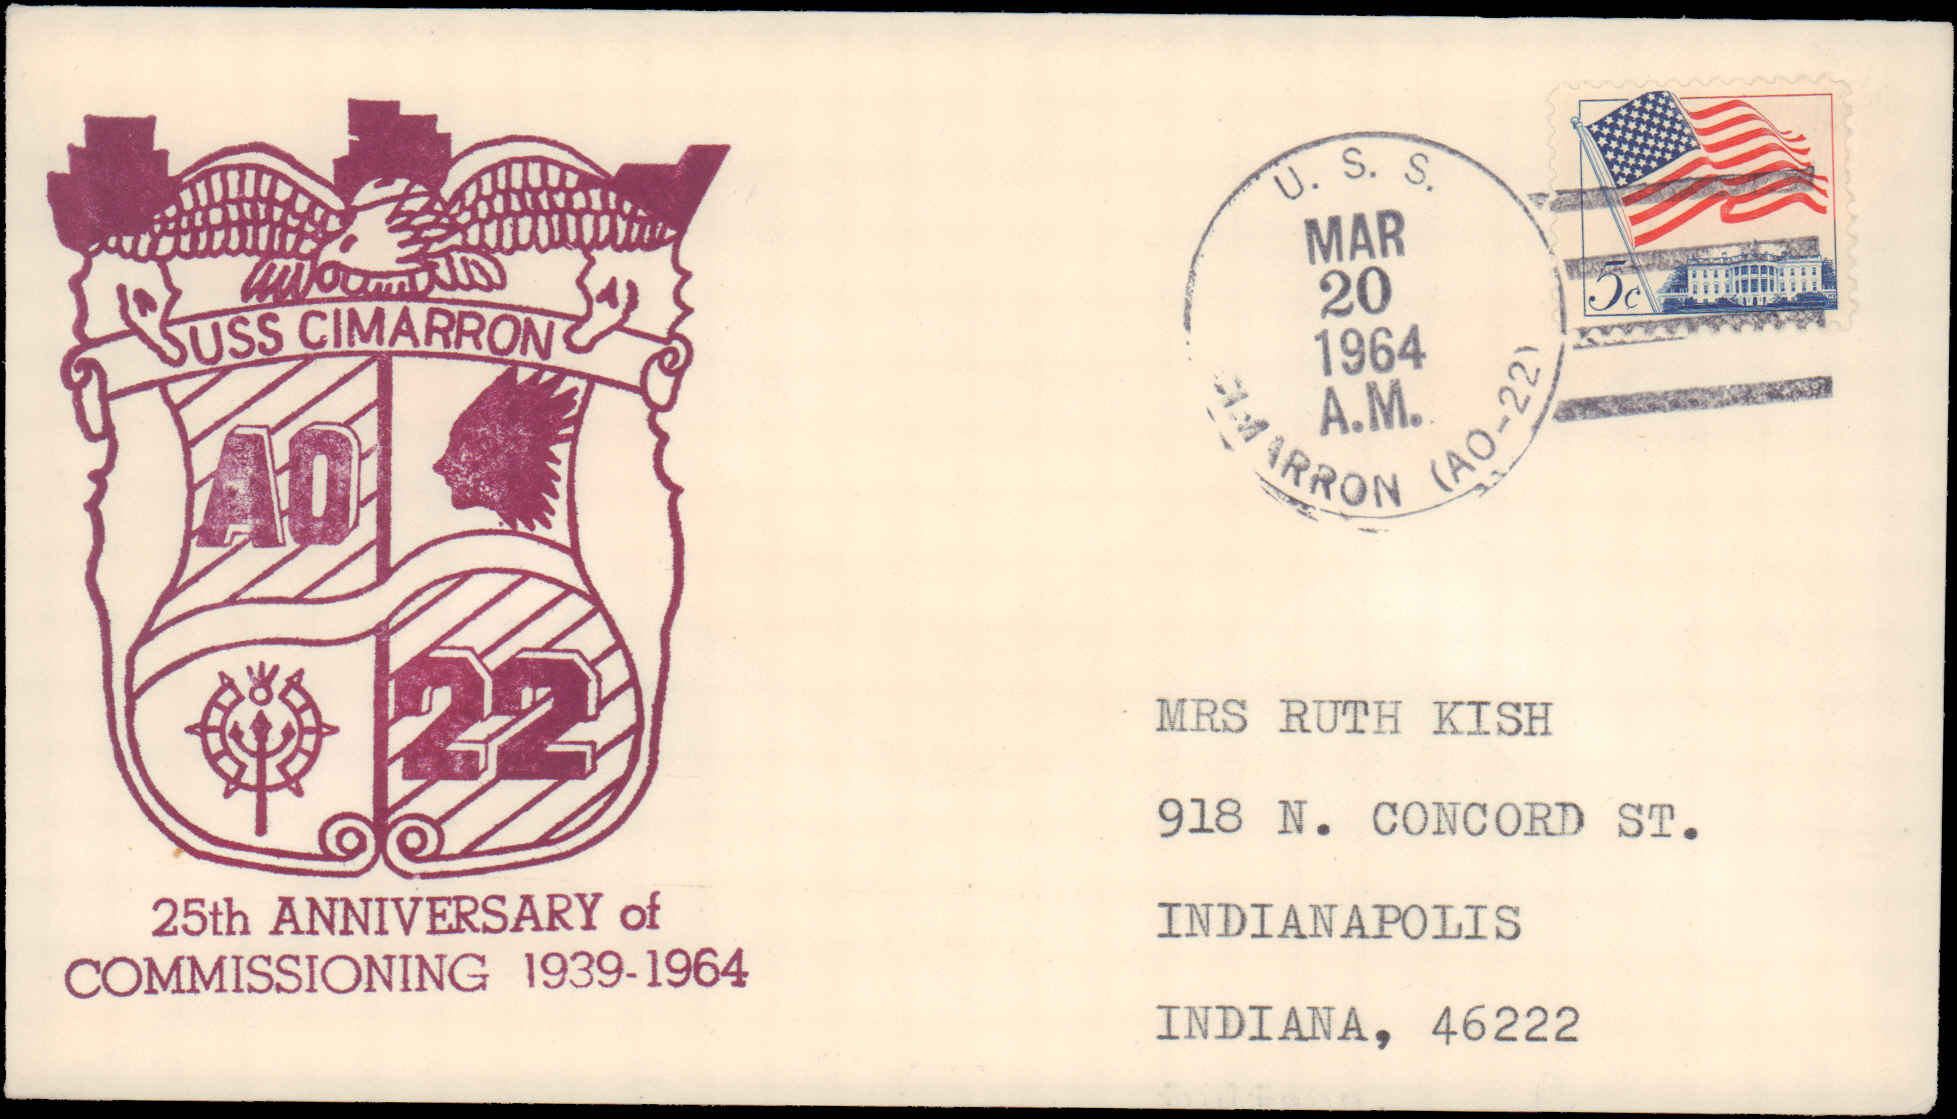 USS CIMARRON
AO
22
25th ANNIVERSARY of
COMMISSIONING 1939-1964
U. S. S.
MAR
20
1964
A.M.
CIMARRON (AO-22)
5c
MRS RUTH KISH
918 N. CONCORD ST.
INDIANAPOLIS
INDIANA, 46222